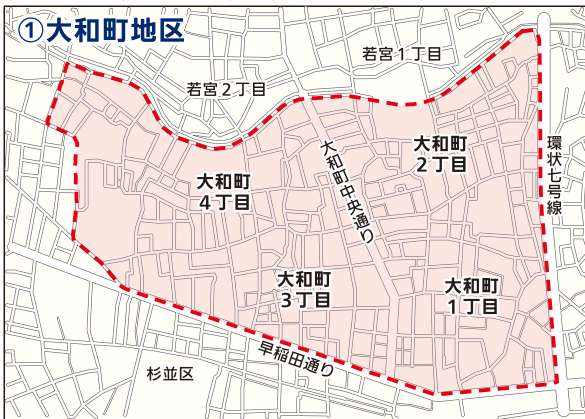 ①大和町地区
若宮1丁目
若宮2丁目
大和町
2丁目
環状七号線
大和町中央通り
大和町
4丁目
大和町
3丁目
大和町
1丁目
早稲田通り
杉並区